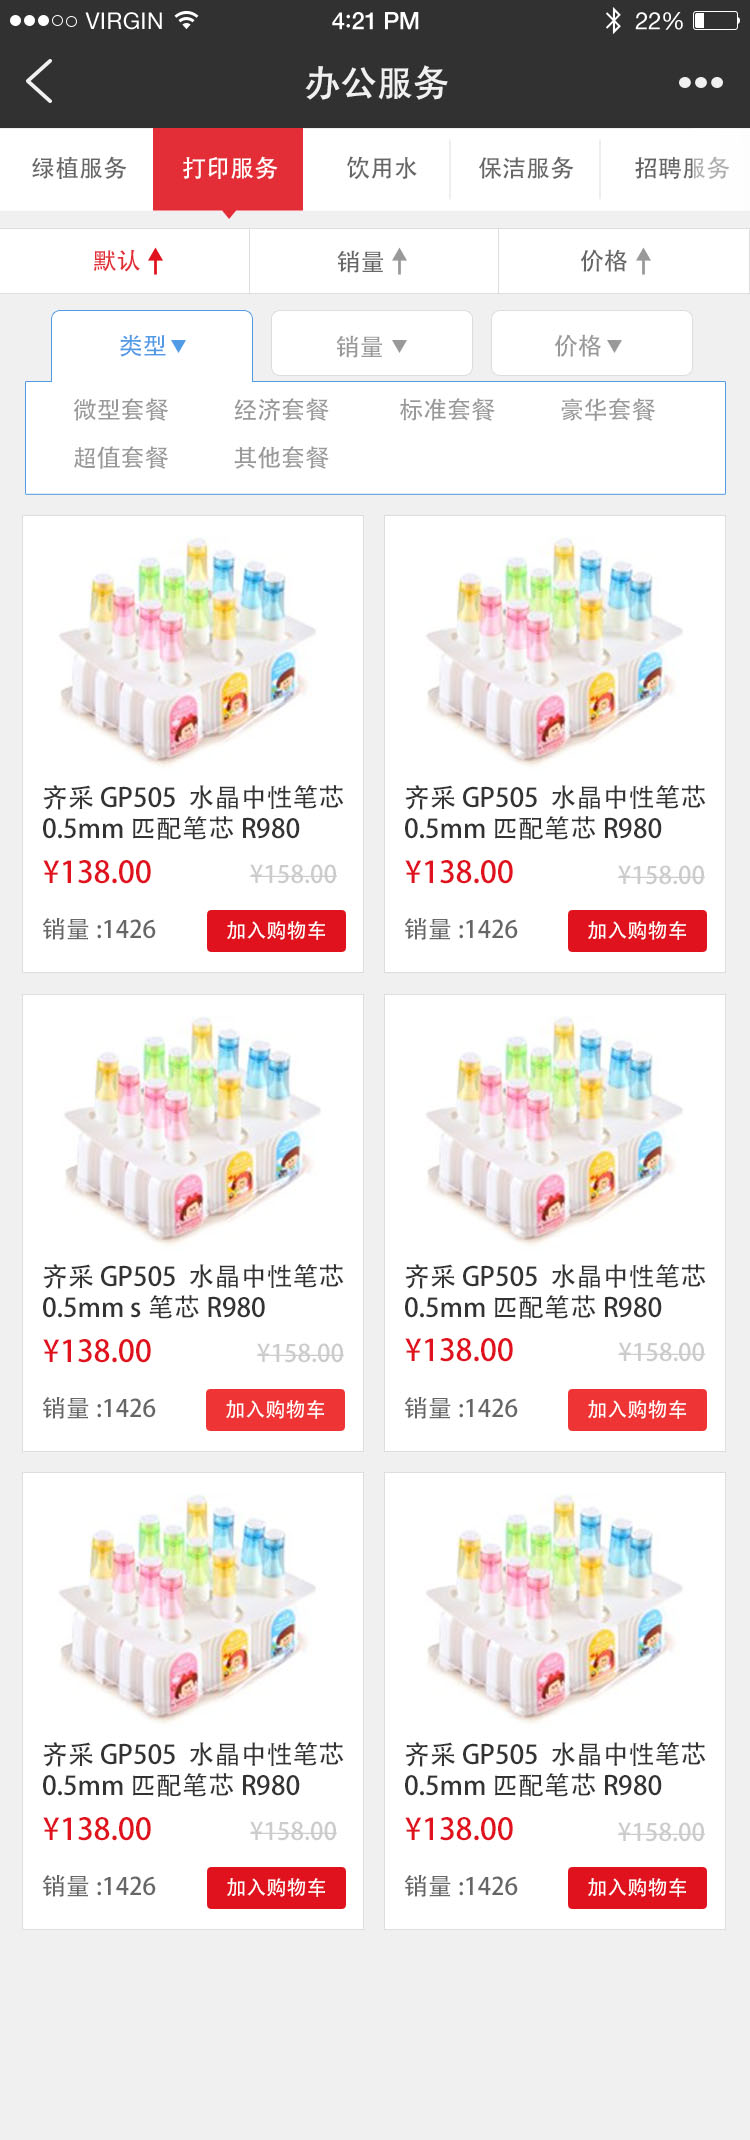 VIRGIN 4:21 PM 22%
办公服务
绿植服务 打印服务 饮用水 保洁服务 招聘服务
默认 销量 价格
类型 销量 价格
微型套餐 经济套餐 标准套餐 豪华套餐
超值套餐 其他套餐
齐采 GP505 水晶中性笔芯
0.5mm 匹配笔芯 R980
¥138.00 ¥158.00
销量 :1426 加入购物车
齐采 GP505 水晶中性笔芯
0.5mm 匹配笔芯 R980
¥138.00 ¥158.00
销量 :1426 加入购物车
齐采 GP505 水晶中性笔芯
0.5mm s 笔芯 R980
¥138.00 ¥158.00
销量 :1426 加入购物车
齐采 GP505 水晶中性笔芯
0.5mm 匹配笔芯 R980
¥138.00 ¥158.00
销量 :1426 加入购物车
齐采 GP505 水晶中性笔芯
0.5mm 匹配笔芯 R980
¥138.00 ¥158.00
销量 :1426 加入购物车
齐采 GP505 水晶中性笔芯
0.5mm 匹配笔芯 R980
¥138.00 ¥158.00
销量 :1426 加入购物车